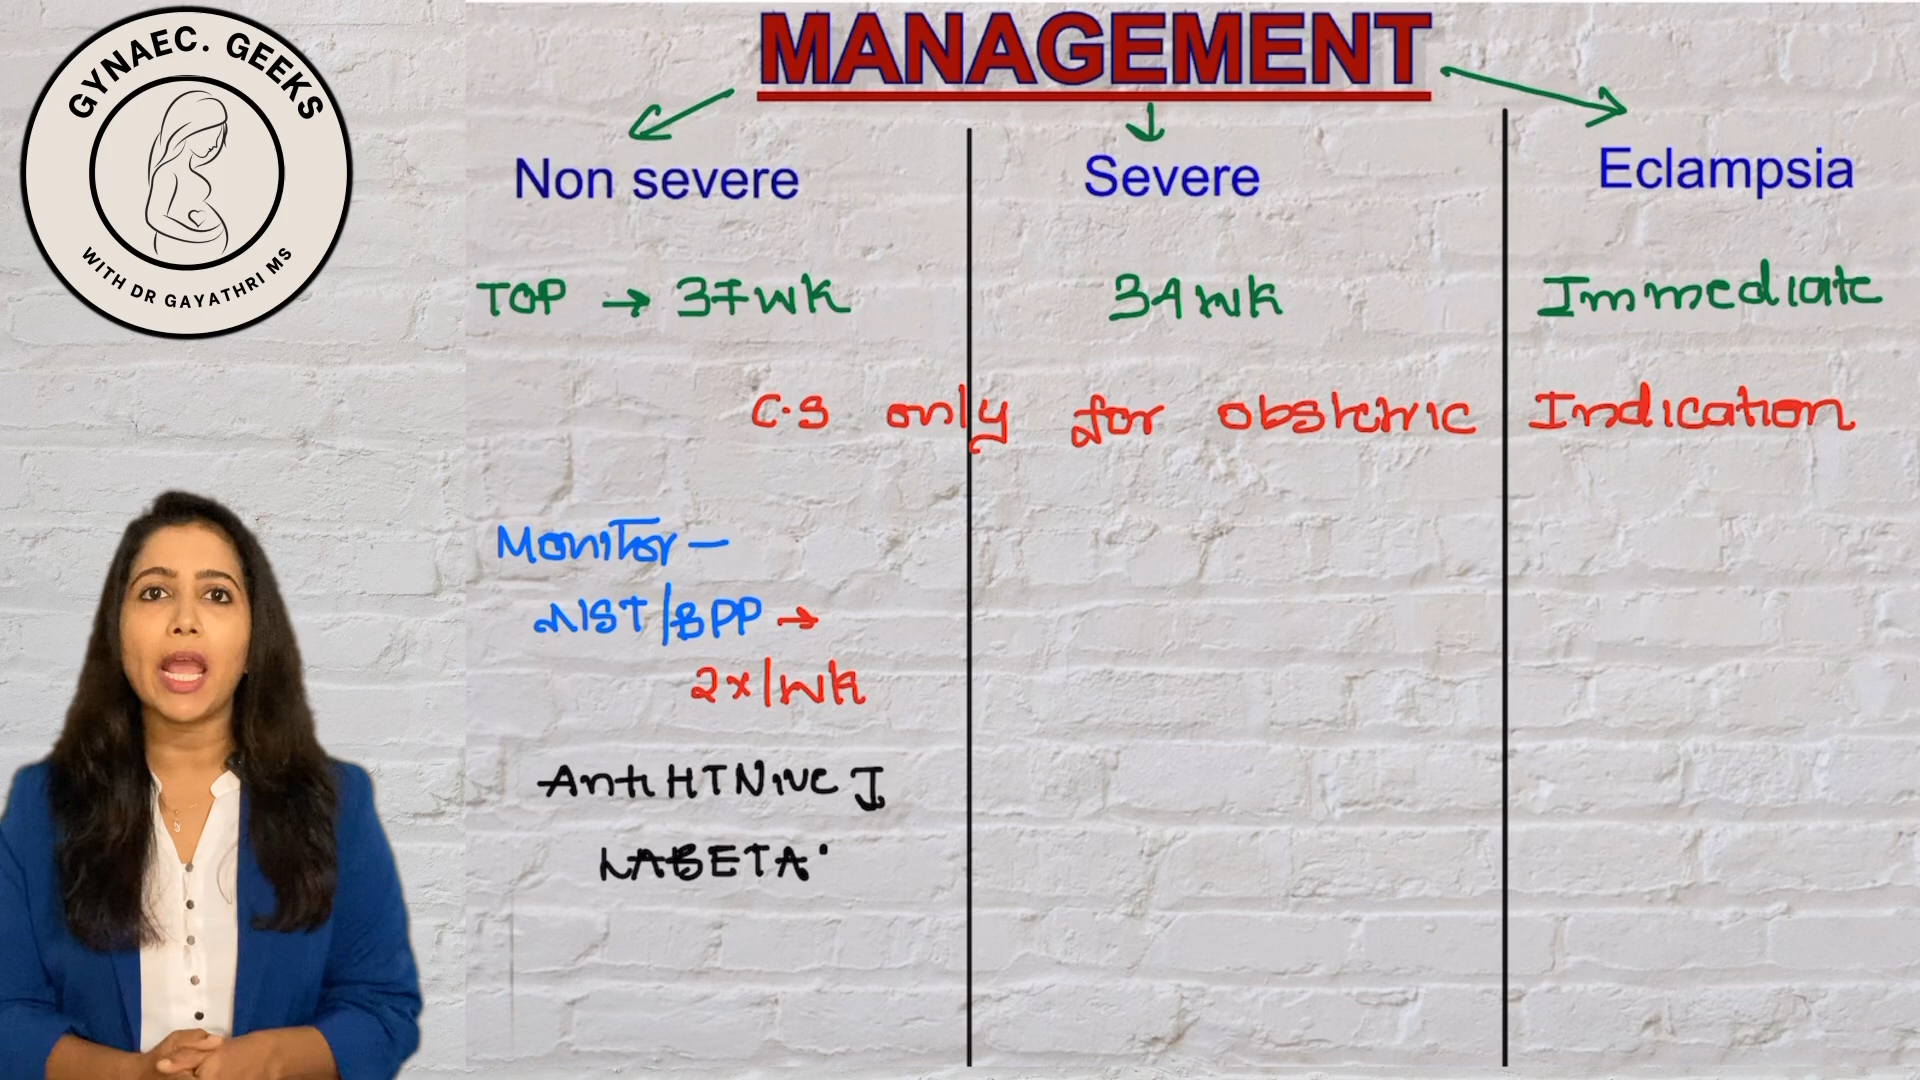 GYNAEC. GEEKS
WITH DR GAYATHRI MS
MANAGEMENT
Non severe
Severe
Eclampsia
TOP → 37wk
34wk
Immediate
C.S only for obstetric Indication
Monitor —
NST/BPP →
2x/wk
AntiHTNive I
LABETA